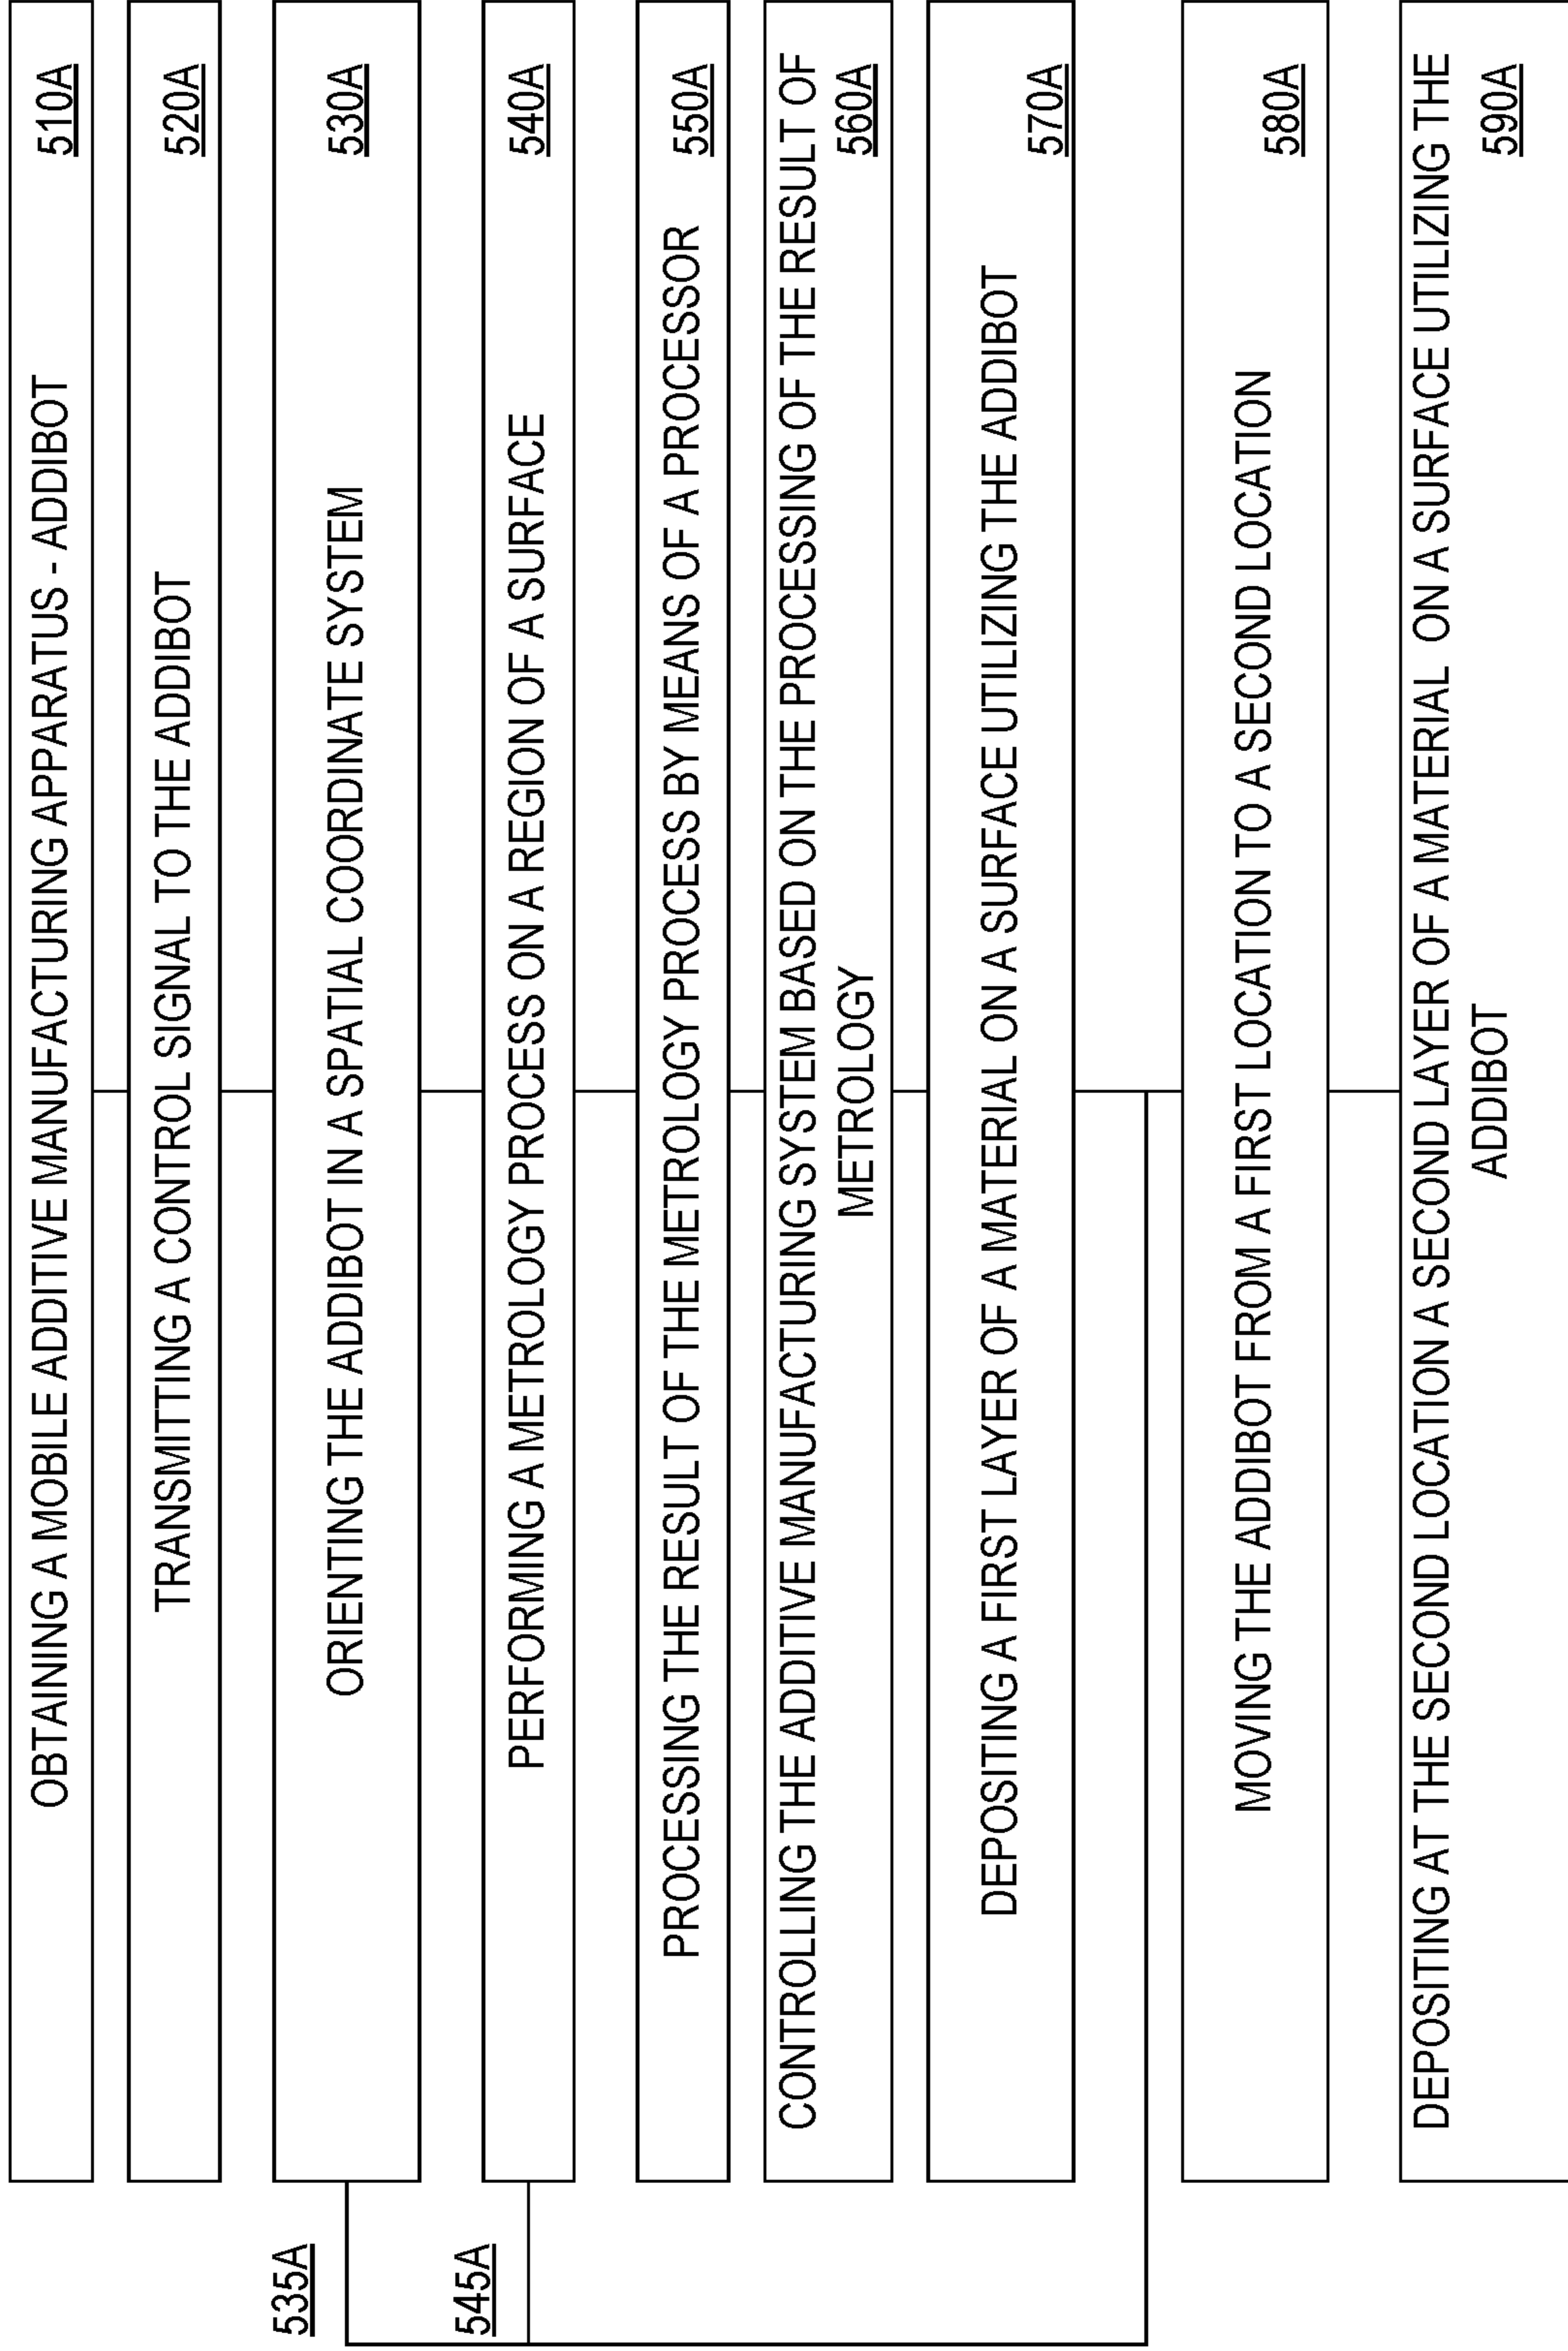 OBTAINING A MOBILE ADDITIVE MANUFACTURING APPARATUS - ADDIBOT
510A
TRANSMITTING A CONTROL SIGNAL TO THE ADDIBOT
520A
535A
ORIENTING THE ADDIBOT IN A SPATIAL COORDINATE SYSTEM
530A
545A
PERFORMING A METROLOGY PROCESS ON A REGION OF A SURFACE
540A
PROCESSING THE RESULT OF THE METROLOGY PROCESS BY MEANS OF A PROCESSOR
550A
CONTROLLING THE ADDITIVE MANUFACTURING SYSTEM BASED ON THE PROCESSING OF THE RESULT OF
METROLOGY
560A
DEPOSITING A FIRST LAYER OF A MATERIAL ON A SURFACE UTILIZING THE ADDIBOT
570A
MOVING THE ADDIBOT FROM A FIRST LOCATION TO A SECOND LOCATION
580A
DEPOSITING AT THE SECOND LOCATION A SECOND LAYER OF A MATERIAL ON A SURFACE UTILIZING THE
ADDIBOT
590A